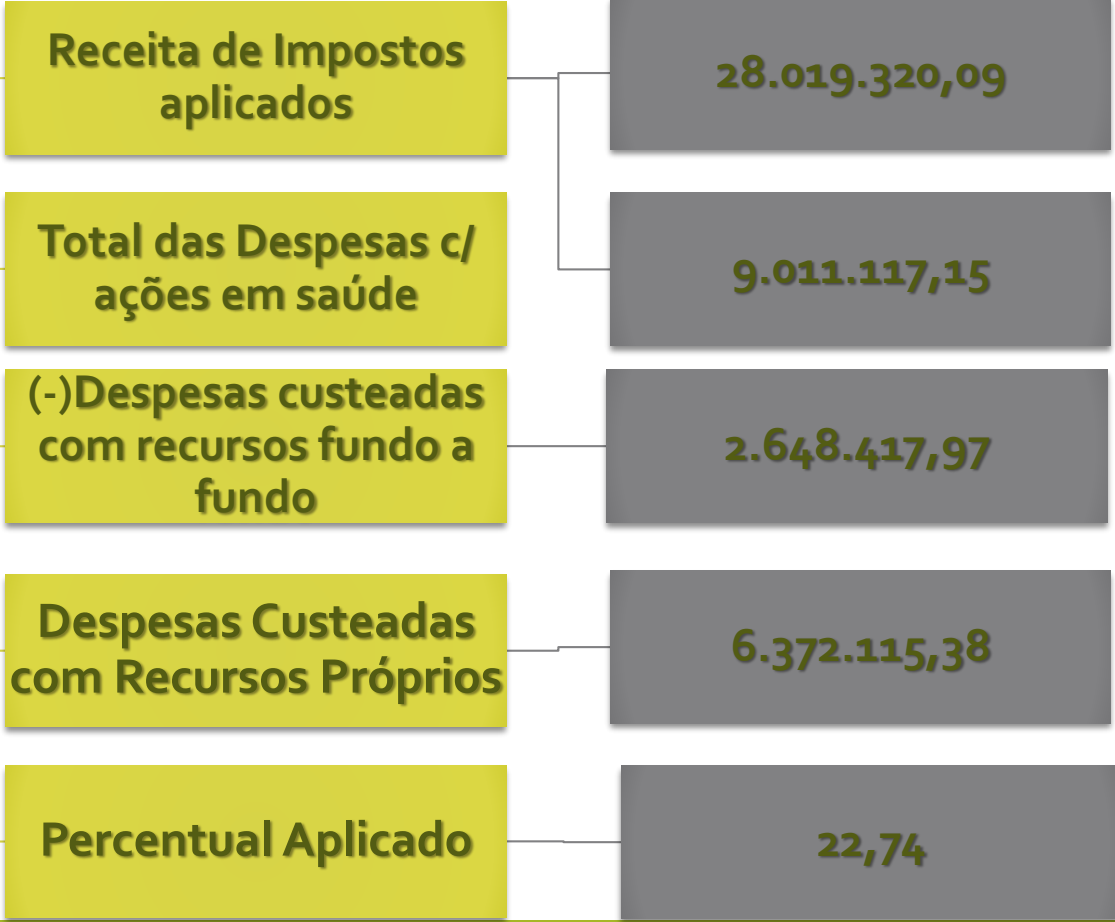 Receita de Impostos
aplicados
28.019.320,09
Total das Despesas c/
ações em saúde
9.011.117,15
(-)Despesas custeadas
com recursos fundo a
fundo
2.648.417,97
Despesas Custeadas
com Recursos Próprios
6.372.115,38
Percentual Aplicado
22,74